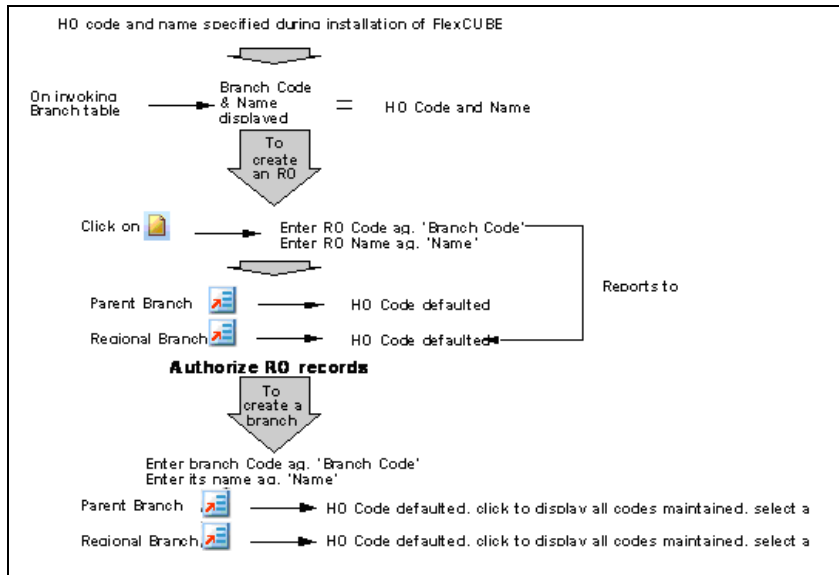 HO code and name specified during installation of FlexCUBE
On invoking
Branch table
Branch Code
& Name
displayed
=
HO Code and Name
To
create
an RO
Click on
Enter RO Code ag. 'Branch Code'
Enter RO Name ag. 'Name'
Reports to
Parent Branch
HO Code defaulted
Regional Branch
HO Code defaulted
Authorize RO records
To
create a
branch
Enter branch Code ag. 'Branch Code'
Enter its name ag. 'Name'
Parent Branch
HO Code defaulted. click to display all codes maintained. select a
Regional Branch
HO Code defaulted. click to display all codes maintained. select a